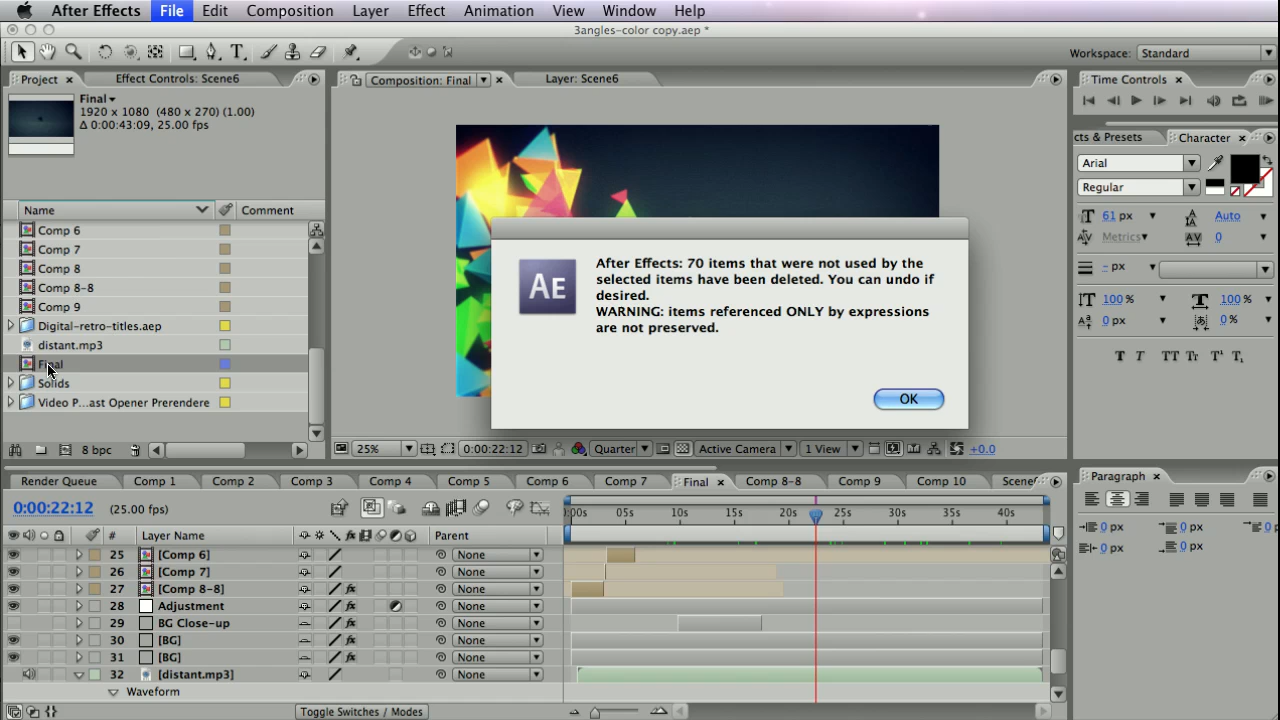 After Effects File Edit Composition Layer Effect Animation View Window Help
3angles-color copy.aep *
T Workspace: Standard
Project × Effect Controls: Scene6 Composition: Final × Layer: Scene6 Time Controls ×
Final
1920 x 1080 (480 x 270) (1.00)
Δ 0:00:43:09, 25.00 fps
cts & Presets Character ×
Arial
Regular
61 px Auto
Metrics 0
- px
100 % 100 %
0 px 0 %
T T TT Tr T¹ T₁
Name Comment
Comp 6
Comp 7
Comp 8
Comp 8-8
Comp 9
Digital-retro-titles.aep
distant.mp3
Final
Solids
Video P...ast Opener Prerendere
8 bpc
AE
After Effects: 70 items that were not used by the
selected items have been deleted. You can undo if
desired.
WARNING: items referenced ONLY by expressions
are not preserved.
OK
25% 0:00:22:12 Quarter Active Camera 1 View +0.0
Render Queue Comp 1 Comp 2 Comp 3 Comp 4 Comp 5 Comp 6 Comp 7 Final × Comp 8-8 Comp 9 Comp 10 Scene
Paragraph ×
0 px 0 px 0
0 px 0 px
0:00:22:12 (25.00 fps)
:00s 05s 10s 15s 20s 25s 30s 35s 40s
# Layer Name fx Parent
25 [Comp 6] None
26 [Comp 7] None
27 [Comp 8-8] fx None
28 Adjustment None
29 BG Close-up fx None
30 [BG] fx None
31 [BG] fx None
32 [distant.mp3] None
Waveform
Toggle Switches / Modes